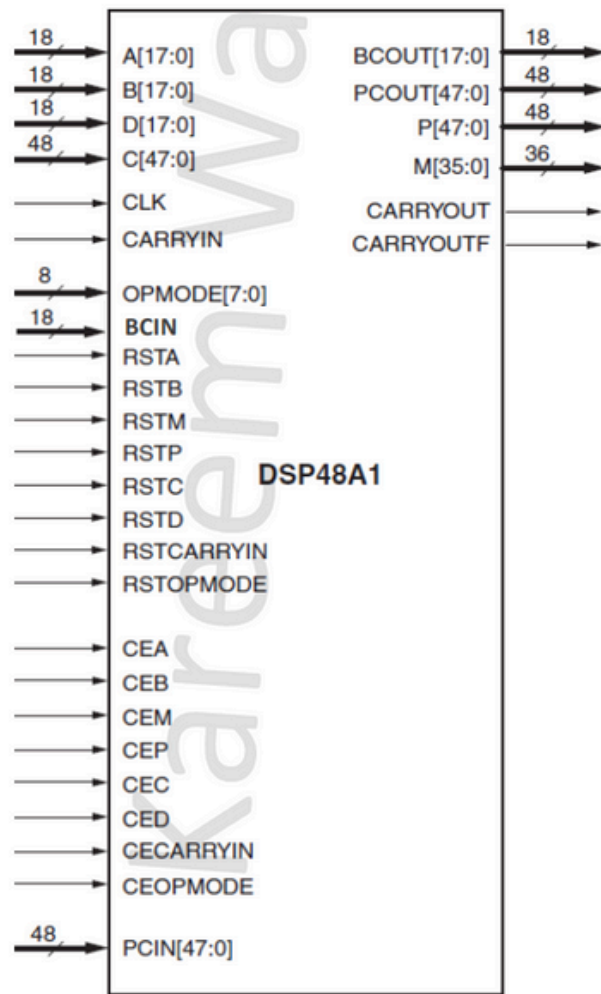 18 A[17:0] BCOUT[17:0] 18
18 B[17:0] PCOUT[47:0] 48
18 D[17:0] P[47:0] 48
48 C[47:0] M[35:0] 36
CLK CARRYOUT
CARRYIN CARRYOUTF
8 OPMODE[7:0]
18 BCIN
RSTA
RSTB
RSTM
RSTP
RSTC
RSTD
RSTCARRYIN
RSTOPMODE
DSP48A1
CEA
CEB
CEM
CEP
CEC
CED
CECARRYIN
CEOPMODE
48 PCIN[47:0]
Kareem Wa